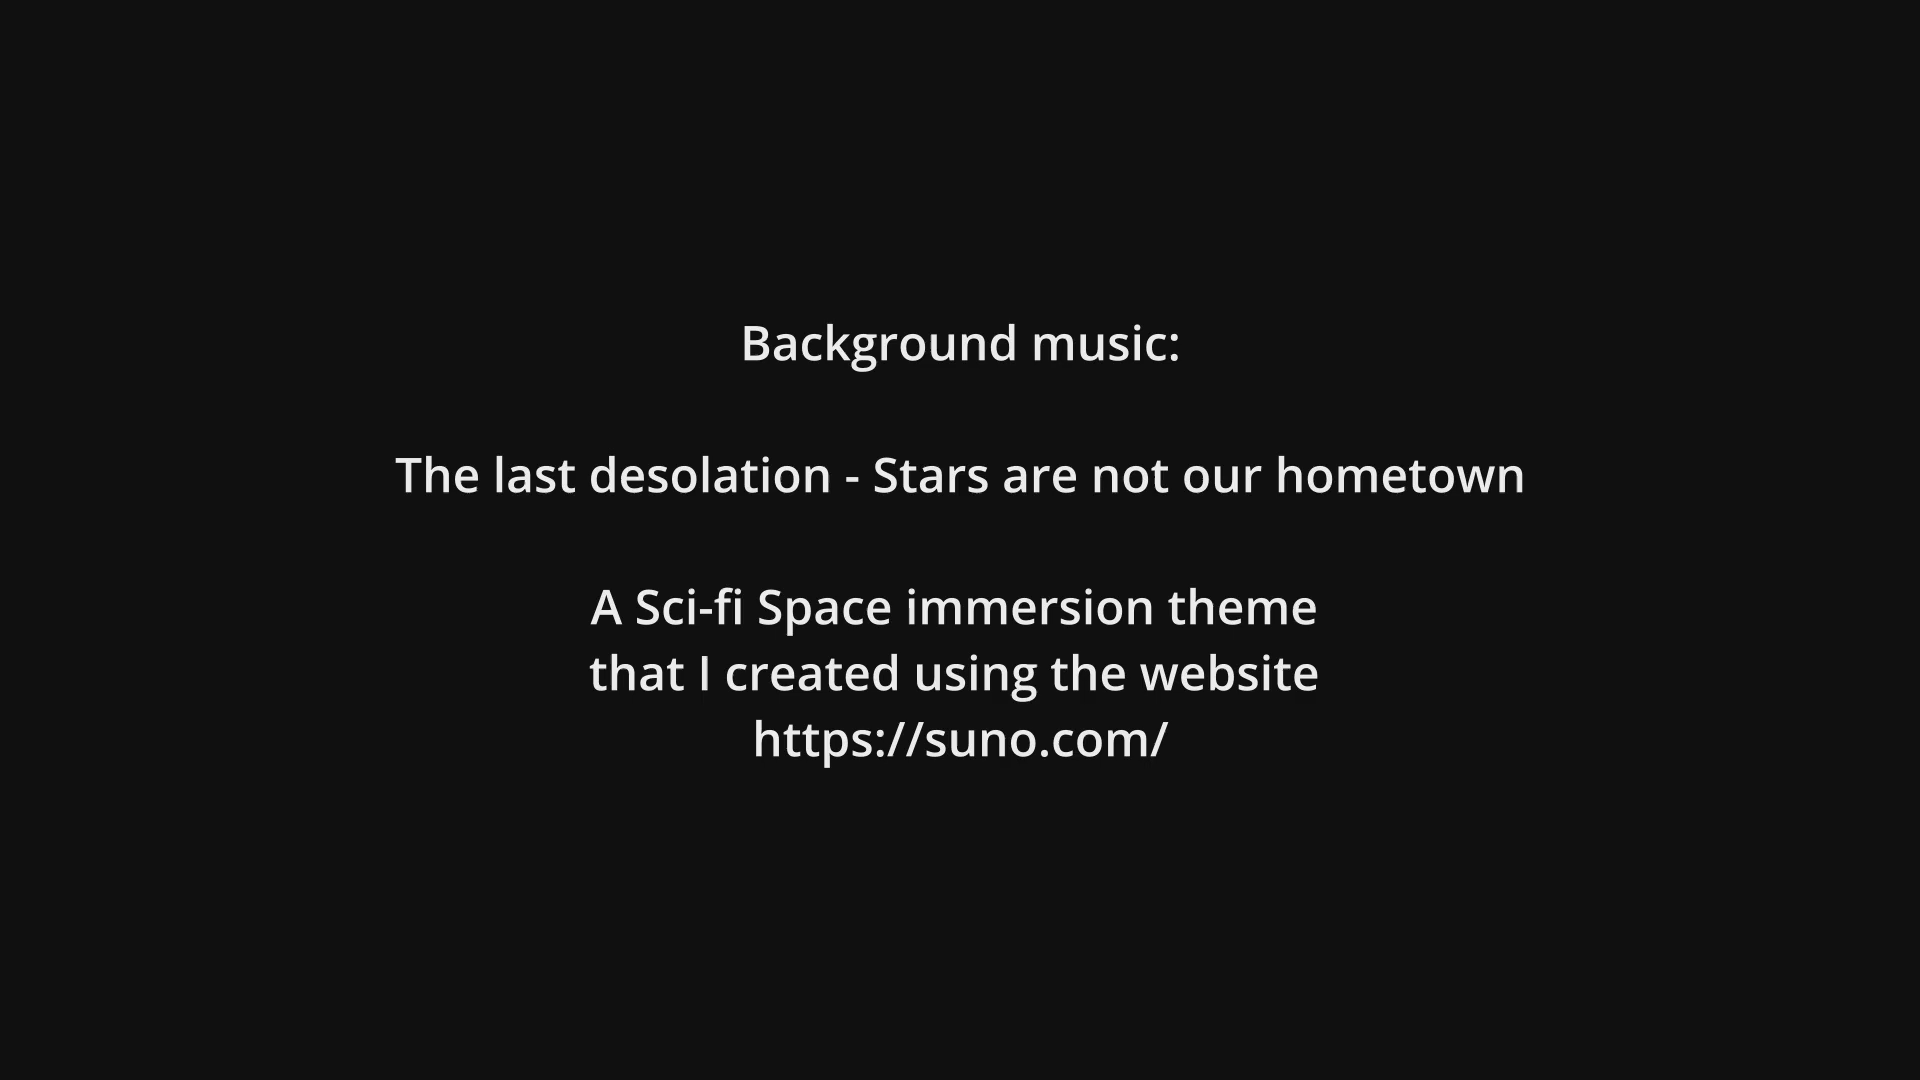 Background music:
The last desolation - Stars are not our hometown
A Sci-fi Space immersion theme
that I created using the website
https://suno.com/